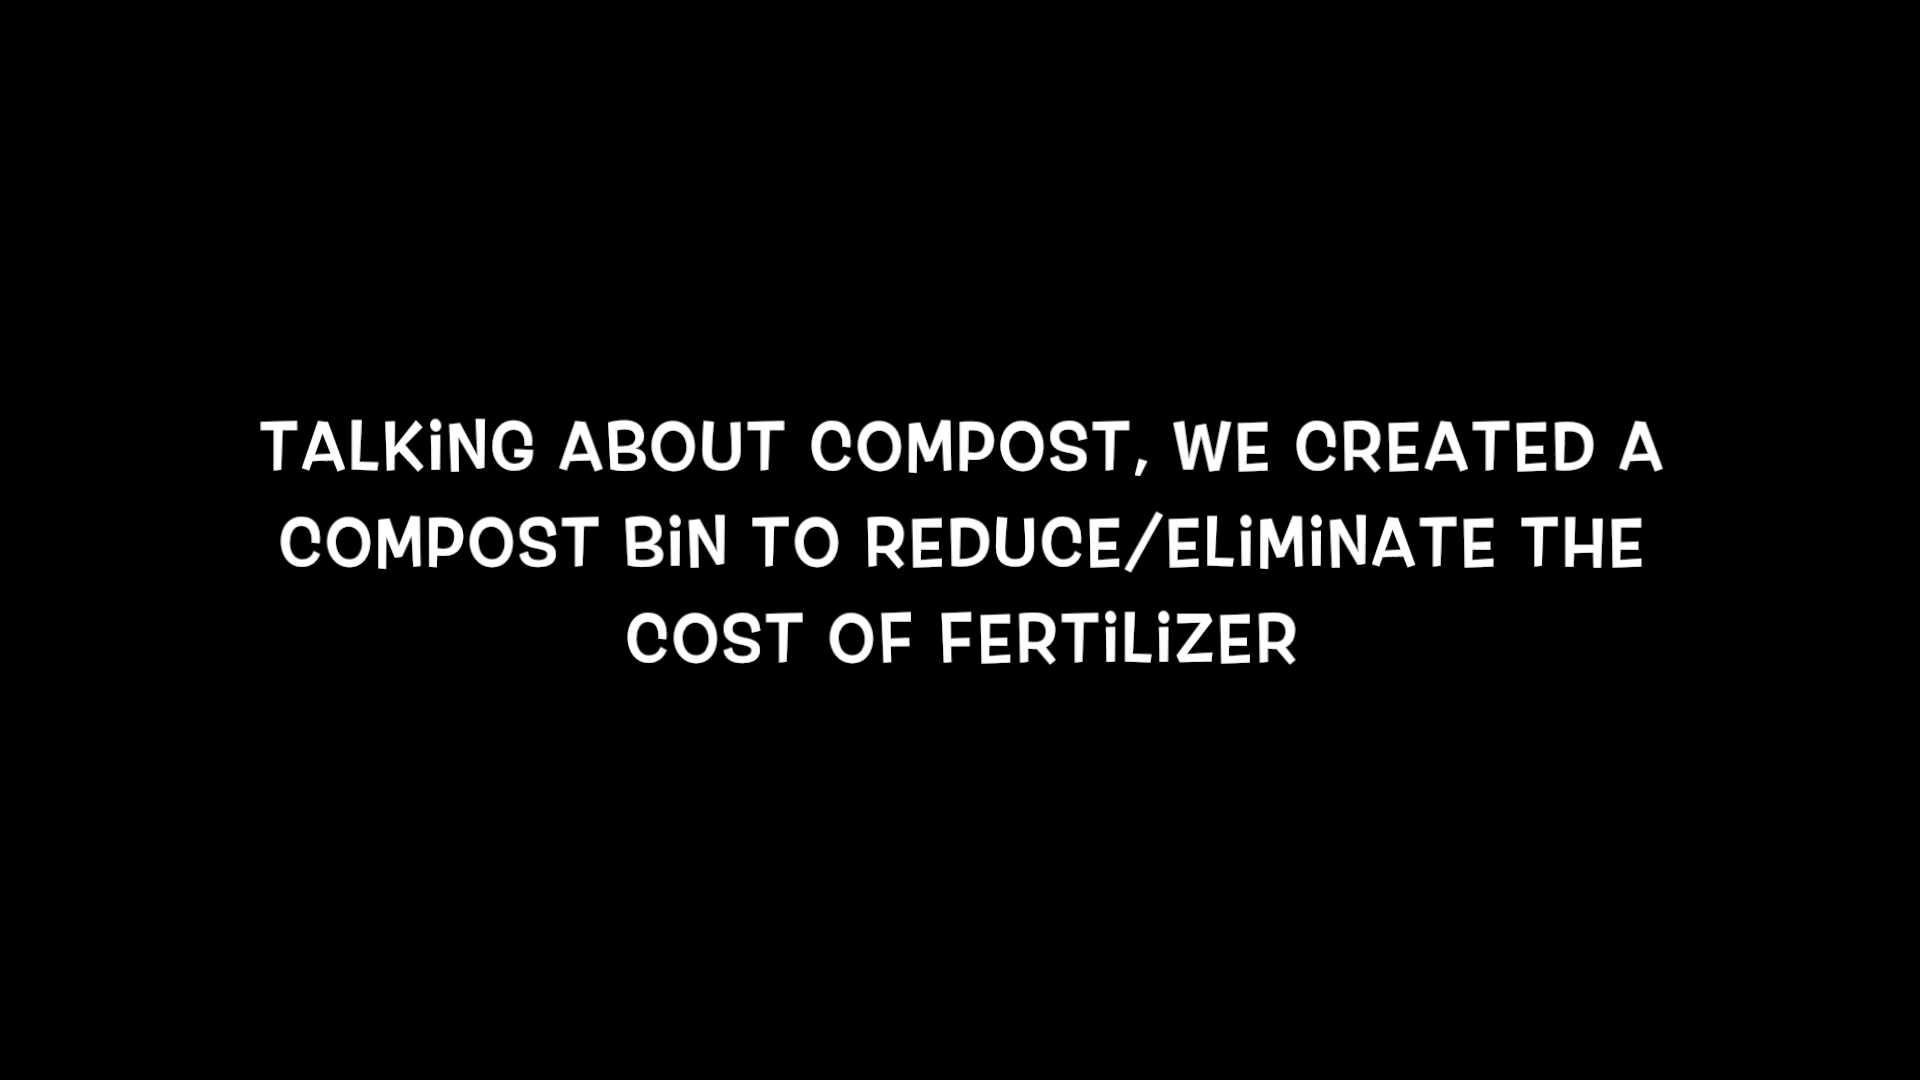 TALKiNG ABOUT COMPOST, WE CREATED A
COMPOST BiN TO REDUCE/ELiMiNATE THE
COST OF FERTiLiZER